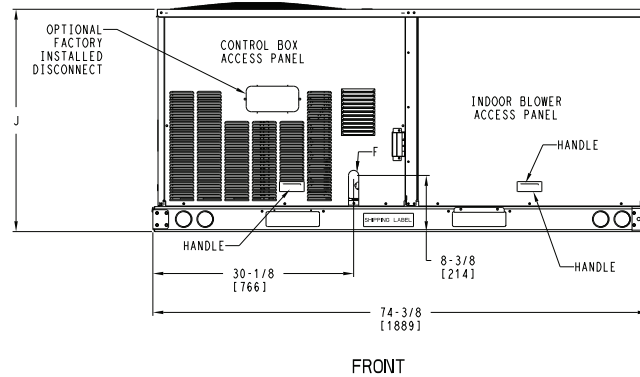 OPTIONAL
FACTORY
INSTALLED
DISCONNECT
CONTROL BOX
ACCESS PANEL
INDOOR BLOWER
ACCESS PANEL
J
HANDLE
F
SHIPPING LABEL
HANDLE
HANDLE
8-3/8
[214]
30-1/8
[766]
74-3/8
[1889]
FRONT